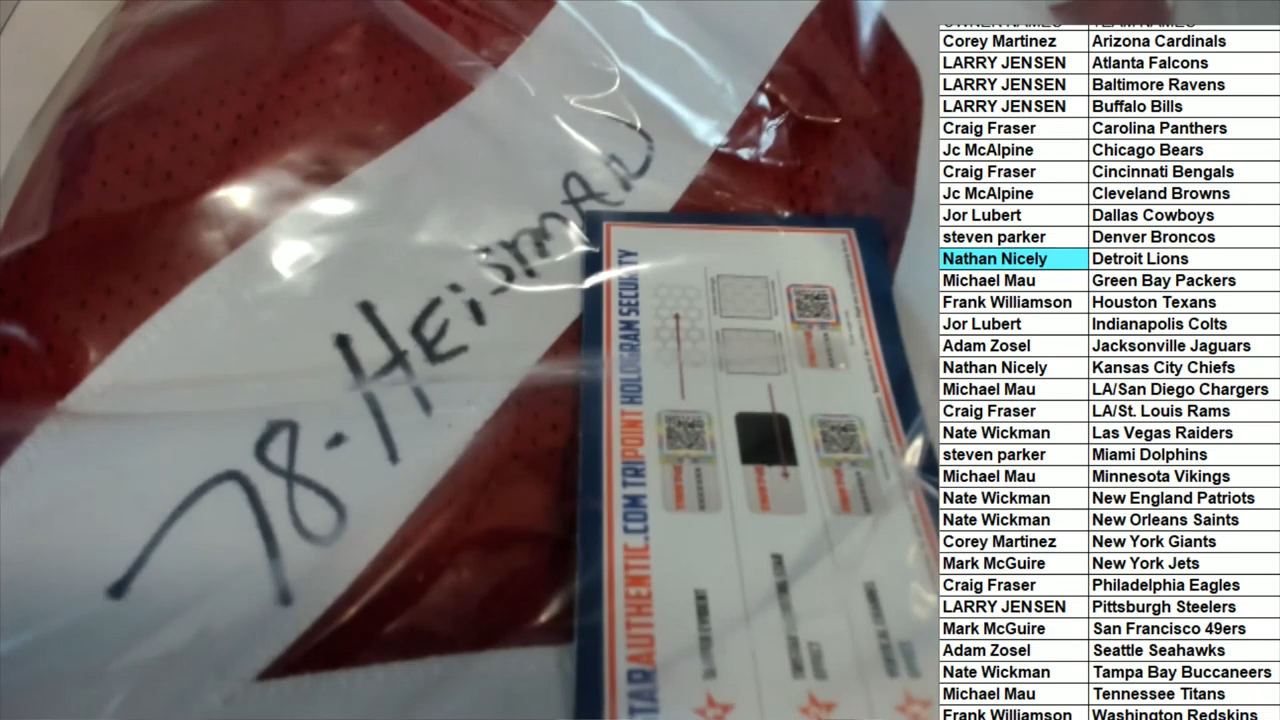 78-HEiSMAN
STARAUTHENTIC.COM TRIPOINT HOLOGRAM SECURITY
OWNER NAMES TEAM NAMES
Corey Martinez Arizona Cardinals
LARRY JENSEN Atlanta Falcons
LARRY JENSEN Baltimore Ravens
LARRY JENSEN Buffalo Bills
Craig Fraser Carolina Panthers
Jc McAlpine Chicago Bears
Craig Fraser Cincinnati Bengals
Jc McAlpine Cleveland Browns
Jor Lubert Dallas Cowboys
steven parker Denver Broncos
Nathan Nicely Detroit Lions
Michael Mau Green Bay Packers
Frank Williamson Houston Texans
Jor Lubert Indianapolis Colts
Adam Zosel Jacksonville Jaguars
Nathan Nicely Kansas City Chiefs
Michael Mau LA/San Diego Chargers
Craig Fraser LA/St. Louis Rams
Nate Wickman Las Vegas Raiders
steven parker Miami Dolphins
Michael Mau Minnesota Vikings
Nate Wickman New England Patriots
Nate Wickman New Orleans Saints
Corey Martinez New York Giants
Mark McGuire New York Jets
Craig Fraser Philadelphia Eagles
LARRY JENSEN Pittsburgh Steelers
Mark McGuire San Francisco 49ers
Adam Zosel Seattle Seahawks
Nate Wickman Tampa Bay Buccaneers
Michael Mau Tennessee Titans
Frank Williamson Washington Redskins